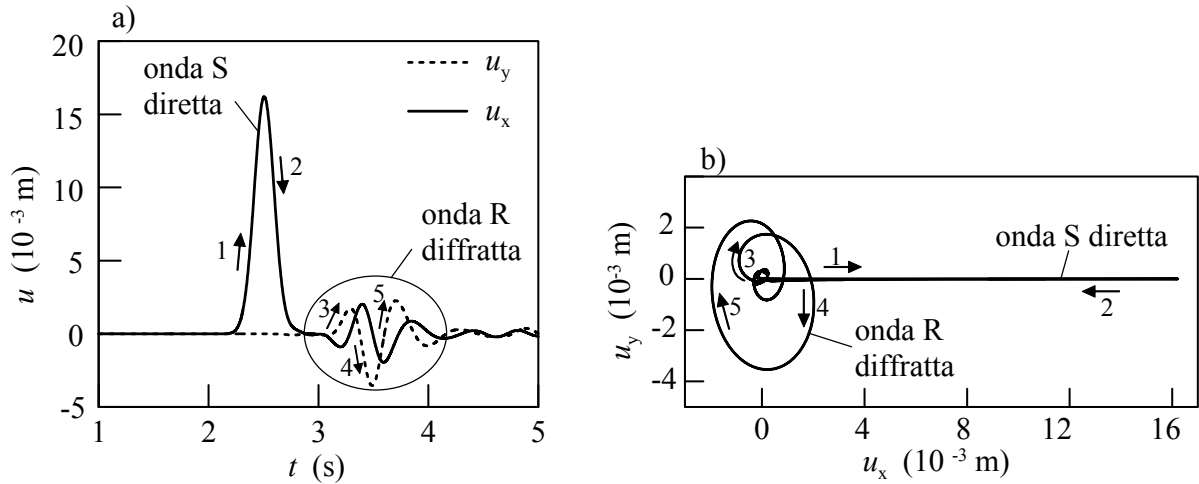 a)
20
15
10
5
0
-5
u (10 -3 m)
onda S
diretta
u_y
u_x
1
2
onda R
diffratta
3
5
4
1
2
3
4
5
t (s)
b)
2
0
-2
-4
u_y (10 -3 m)
3
1
onda S diretta
5
4
2
onda R
diffratta
0
4
8
12
16
u_x (10 -3 m)